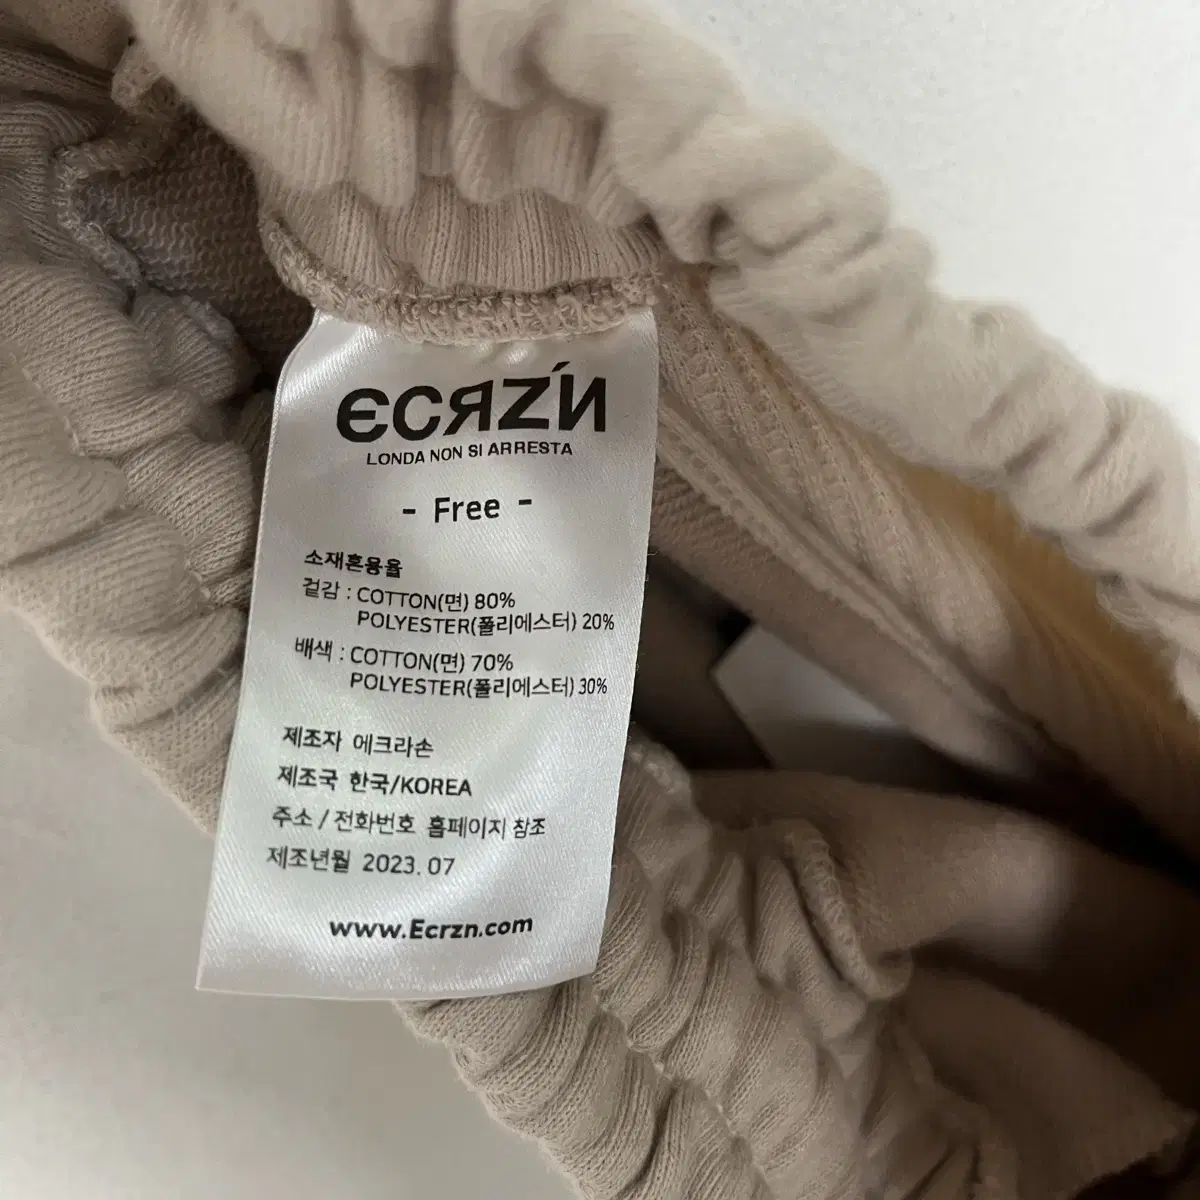 ЄCЯŹИ
LONDA NON SI ARRESTA
- Free -
소재혼용율
겉감 : COTTON(면) 80%
POLYESTER(폴리에스터) 20%
배색 : COTTON(면) 70%
POLYESTER(폴리에스터) 30%
제조자 에크라손
제조국 한국/KOREA
주소 / 전화번호 홈페이지 참조
제조년월 2023. 07
www.Ecrzn.com